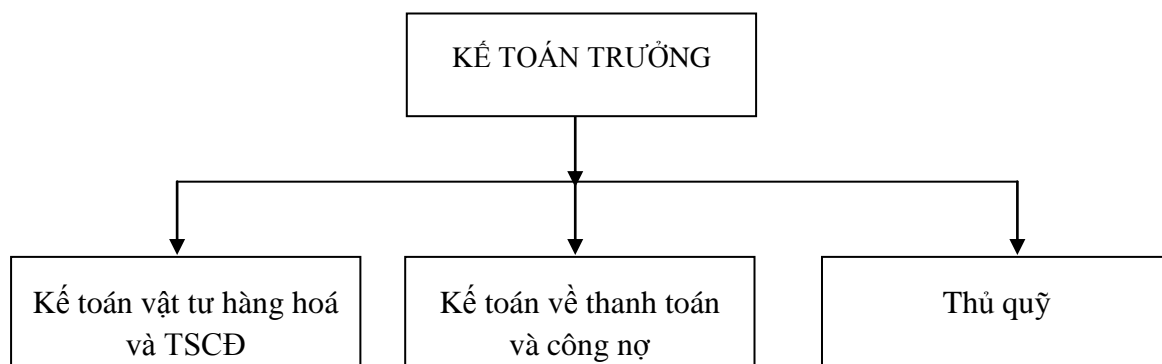 KẾ TOÁN TRƯỞNG
Kế toán vật tư hàng hoá
và TSCĐ
Kế toán về thanh toán
và công nợ
Thủ quỹ